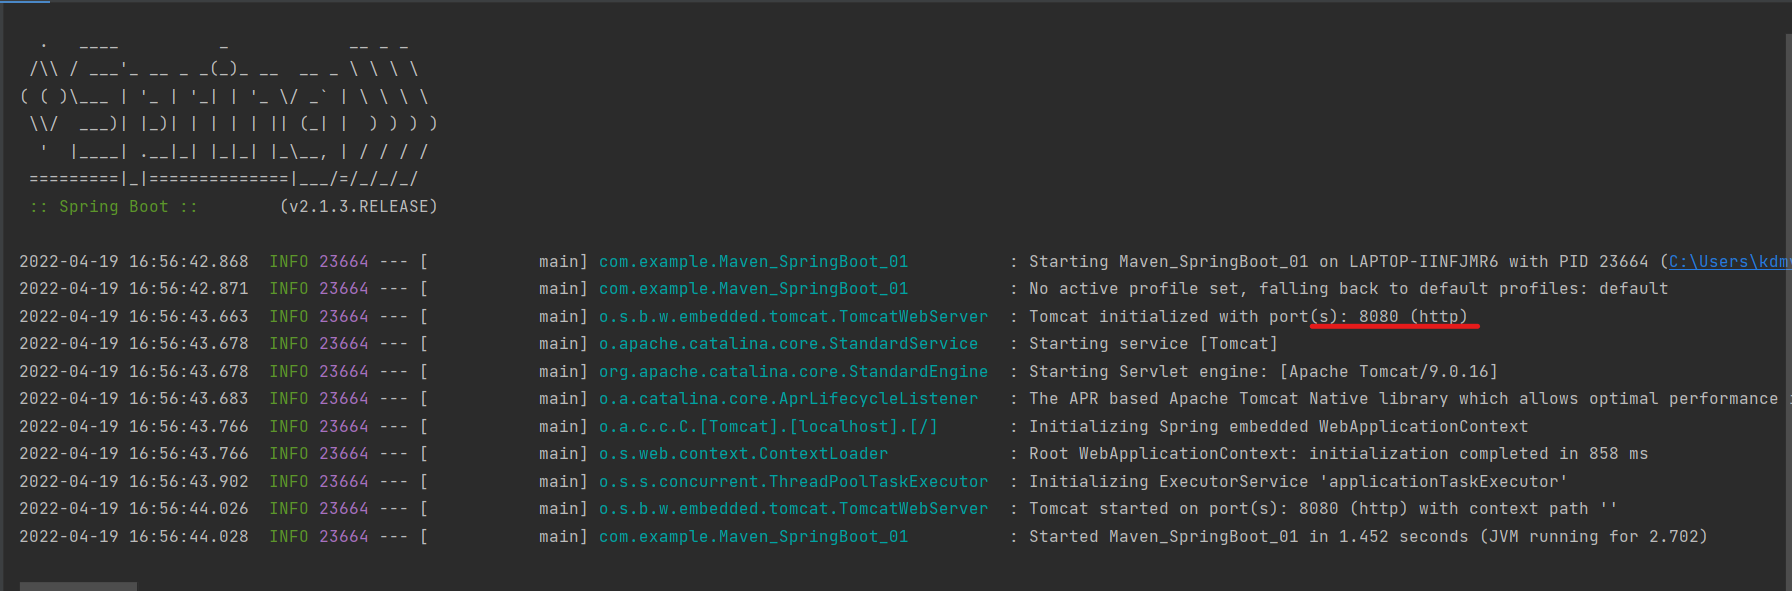 .   ____          _            __ _ _
 /\\ / ___'_ __ _ _(_)_ __  __ _ \ \ \ \
( ( )\___ | '_ | '_| | '_ \/ _` | \ \ \ \
 \\/  ___)| |_)| | | | | || (_| |  ) ) ) )
  '  |____| .__|_| |_|_| |_\__, | / / / /
 =========|_|==============|___/=/_/_/_/
 :: Spring Boot ::        (v2.1.3.RELEASE)
2022-04-19 16:56:42.868  INFO 23664 --- [           main] com.example.Maven_SpringBoot_01          : Starting Maven_SpringBoot_01 on LAPTOP-IINFJMR6 with PID 23664 (C:\Users\kdm
2022-04-19 16:56:42.871  INFO 23664 --- [           main] com.example.Maven_SpringBoot_01          : No active profile set, falling back to default profiles: default
2022-04-19 16:56:43.663  INFO 23664 --- [           main] o.s.b.w.embedded.tomcat.TomcatWebServer  : Tomcat initialized with port(s): 8080 (http)
2022-04-19 16:56:43.678  INFO 23664 --- [           main] o.apache.catalina.core.StandardService   : Starting service [Tomcat]
2022-04-19 16:56:43.678  INFO 23664 --- [           main] org.apache.catalina.core.StandardEngine  : Starting Servlet engine: [Apache Tomcat/9.0.16]
2022-04-19 16:56:43.683  INFO 23664 --- [           main] o.a.catalina.core.AprLifecycleListener   : The APR based Apache Tomcat Native library which allows optimal performance
2022-04-19 16:56:43.766  INFO 23664 --- [           main] o.a.c.c.C.[Tomcat].[localhost].[/]       : Initializing Spring embedded WebApplicationContext
2022-04-19 16:56:43.766  INFO 23664 --- [           main] o.s.web.context.ContextLoader            : Root WebApplicationContext: initialization completed in 858 ms
2022-04-19 16:56:43.902  INFO 23664 --- [           main] o.s.s.concurrent.ThreadPoolTaskExecutor  : Initializing ExecutorService 'applicationTaskExecutor'
2022-04-19 16:56:44.026  INFO 23664 --- [           main] o.s.b.w.embedded.tomcat.TomcatWebServer  : Tomcat started on port(s): 8080 (http) with context path ''
2022-04-19 16:56:44.028  INFO 23664 --- [           main] com.example.Maven_SpringBoot_01          : Started Maven_SpringBoot_01 in 1.452 seconds (JVM running for 2.702)